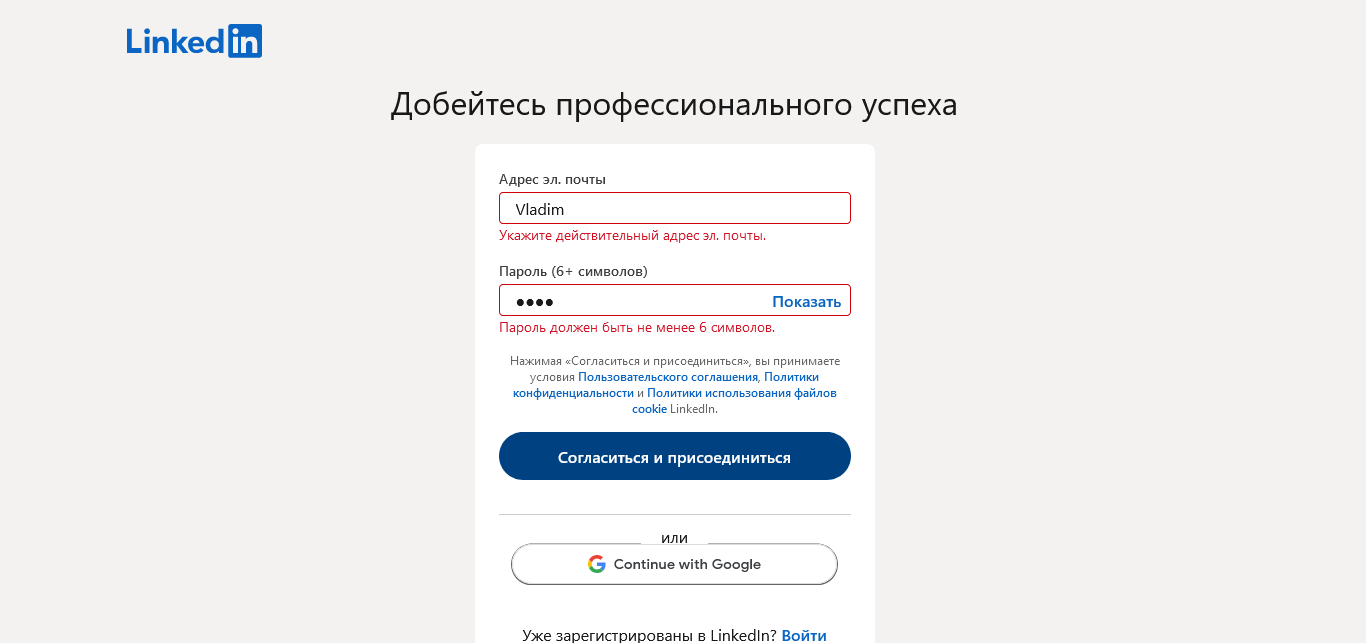 LinkedIn
Добейтесь профессионального успеха
Адрес эл. почты
Vladim
Укажите действительный адрес эл. почты.
Пароль (6+ символов)
●●●● Показать
Пароль должен быть не менее 6 символов.
Нажимая «Согласиться и присоединиться», вы принимаете
условия Пользовательского соглашения, Политики
конфиденциальности и Политики использования файлов
cookie LinkedIn.
Согласиться и присоединиться
или
Continue with Google
Уже зарегистрированы в LinkedIn? Войти